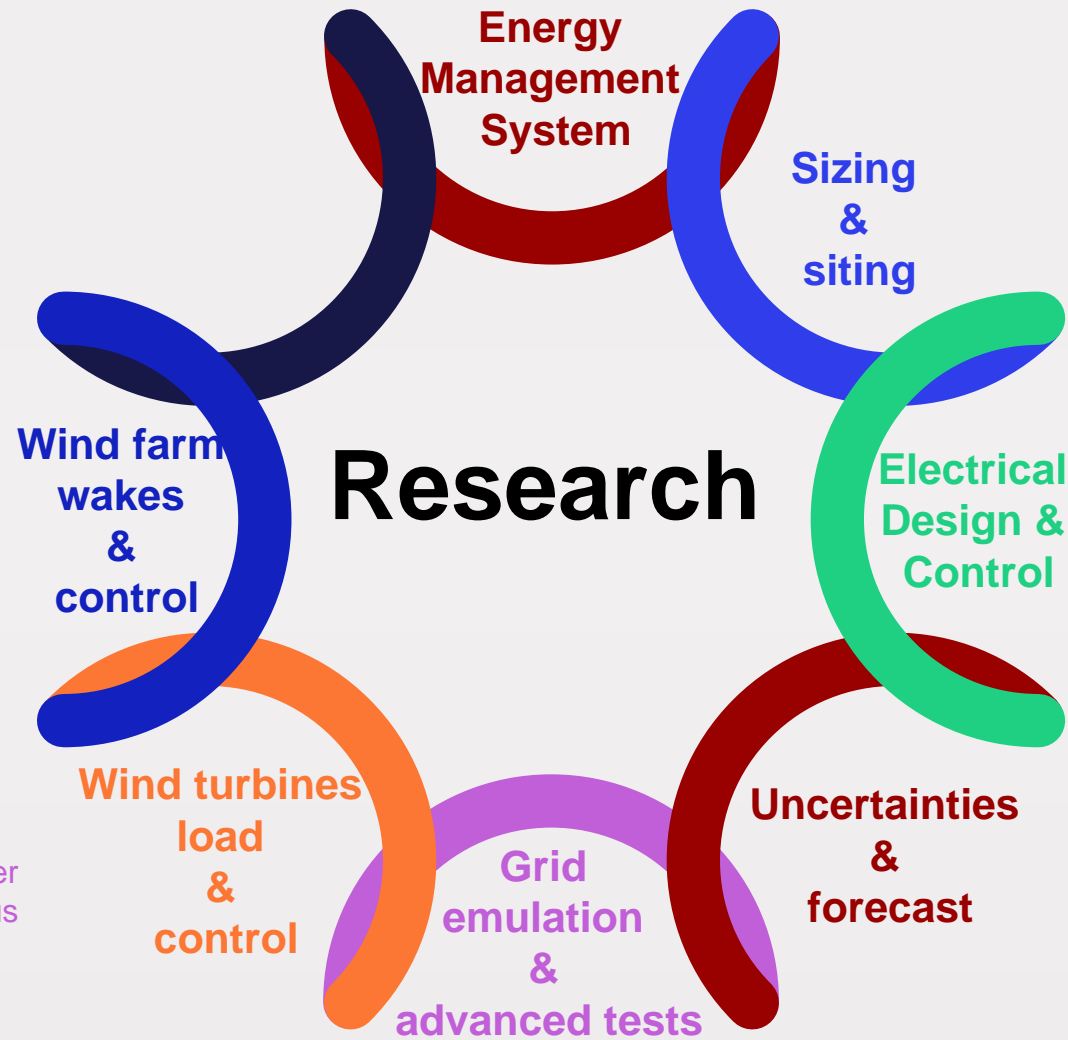 Energy
Management
System
Sizing
&
siting
Electrical
Design &
Control
Uncertainties
&
forecast
Grid
emulation
&
advanced tests
Wind turbines
load
&
control
Wind farm
wakes
&
control
Research